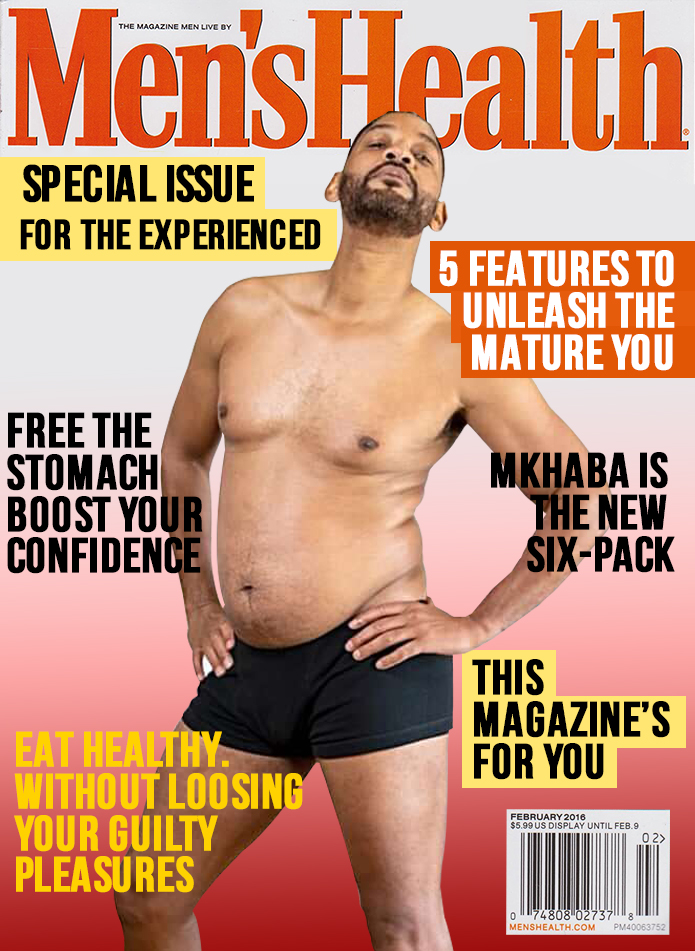 THE MAGAZINE MEN LIVE BY
Men'sHealth
SPECIAL ISSUE
FOR THE EXPERIENCED
5 FEATURES TO
UNLEASH THE
MATURE YOU
FREE THE
STOMACH
BOOST YOUR
CONFIDENCE
MKHABA IS
THE NEW
SIX-PACK
THIS
MAGAZINE'S
FOR YOU
EAT HEALTHY.
WITHOUT LOOSING
YOUR GUILTY
PLEASURES
FEBRUARY 2016
$5.99 US DISPLAY UNTIL FEB.9
02>
0 74808 02737 8
MENSHEALTH.COM PM40063752